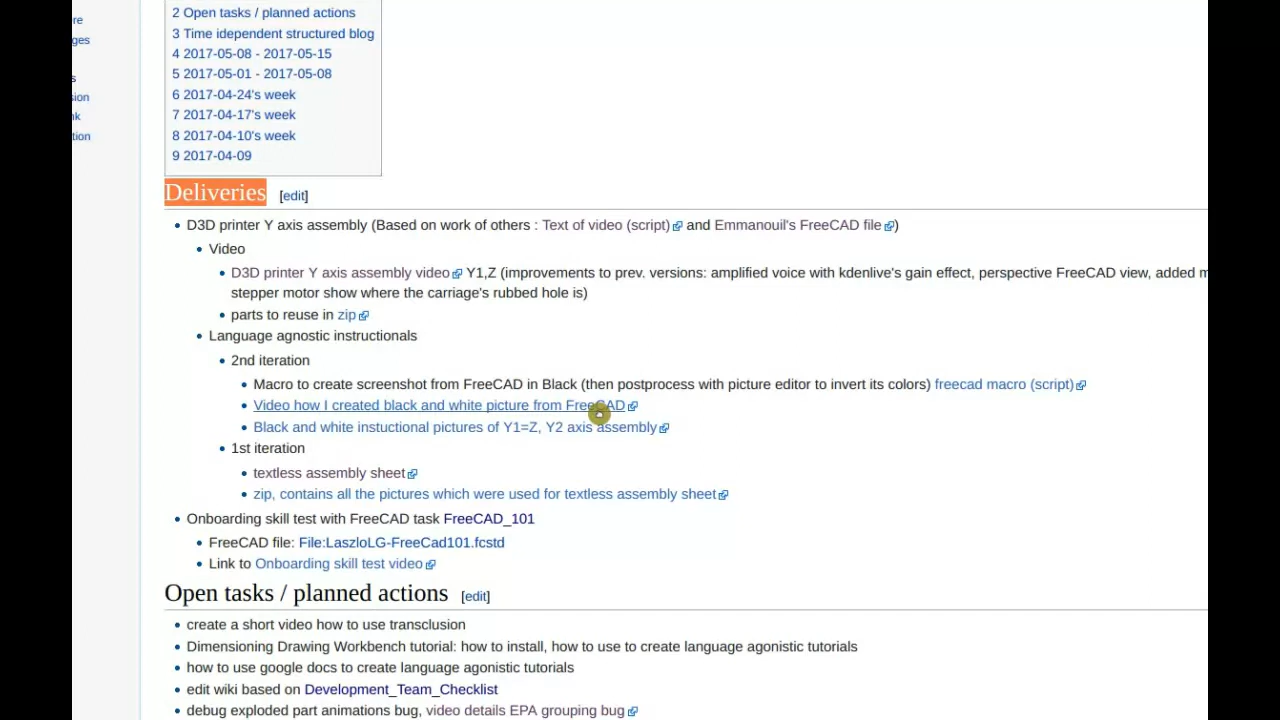 re
2 Open tasks / planned actions
ges
3 Time idependent structured blog
4 2017-05-08 - 2017-05-15
s
5 2017-05-01 - 2017-05-08
sion
6 2017-04-24's week
nk
7 2017-04-17's week
tion
8 2017-04-10's week
9 2017-04-09
Deliveries [edit]
D3D printer Y axis assembly (Based on work of others : Text of video (script) and Emmanouil's FreeCAD file)
Video
D3D printer Y axis assembly video Y1,Z (improvements to prev. versions: amplified voice with kdenlive's gain effect, perspective FreeCAD view, added m
stepper motor show where the carriage's rubbed hole is)
parts to reuse in zip
Language agnostic instructionals
2nd iteration
Macro to create screenshot from FreeCAD in Black (then postprocess with picture editor to invert its colors) freecad macro (script)
Video how I created black and white picture from FreeCAD
Black and white instuctional pictures of Y1=Z, Y2 axis assembly
1st iteration
textless assembly sheet
zip, contains all the pictures which were used for textless assembly sheet
Onboarding skill test with FreeCAD task FreeCAD_101
FreeCAD file: File:LaszloLG-FreeCad101.fcstd
Link to Onboarding skill test video
Open tasks / planned actions [edit]
create a short video how to use transclusion
Dimensioning Drawing Workbench tutorial: how to install, how to use to create language agonistic tutorials
how to use google docs to create language agonistic tutorials
edit wiki based on Development_Team_Checklist
debug exploded part animations bug, video details EPA grouping bug